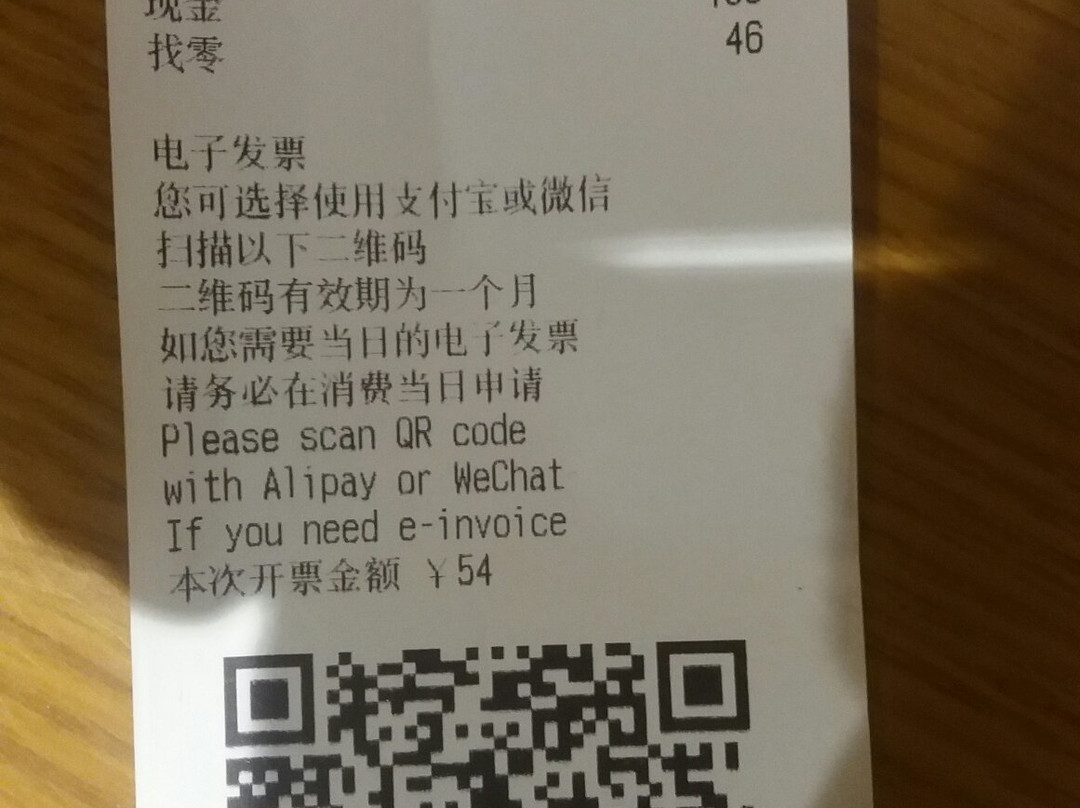 现金
找零 46
电子发票
您可选择使用支付宝或微信
扫描以下二维码
二维码有效期为一个月
如您需要当日的电子发票
请务必在消费当日申请
Please scan QR code
with Alipay or WeChat
If you need e-invoice
本次开票金额 ￥54